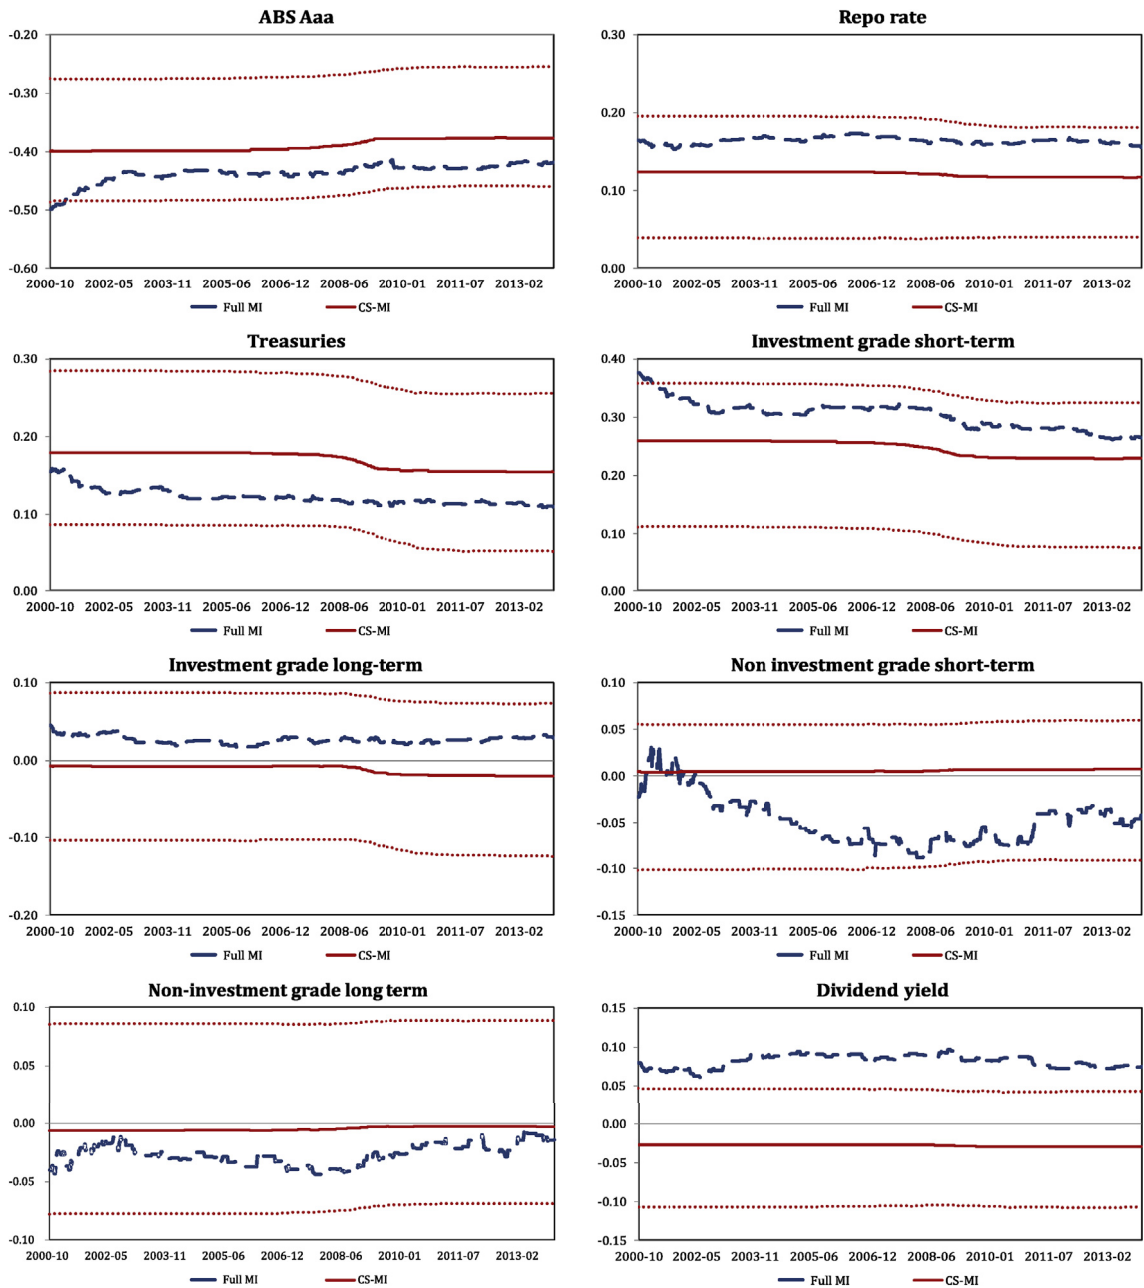 ABS Aaa
-0.20
-0.30
-0.40
-0.50
-0.60
2000-10 2002-05 2003-11 2005-06 2006-12 2008-06 2010-01 2011-07 2013-02
Full MI CS-MI
Repo rate
0.30
0.20
0.10
0.00
2000-10 2002-05 2003-11 2005-06 2006-12 2008-06 2010-01 2011-07 2013-02
Full MI CS-MI
Treasuries
0.30
0.20
0.10
0.00
2000-10 2002-05 2003-11 2005-06 2006-12 2008-06 2010-01 2011-07 2013-02
Full MI CS-MI
Investment grade short-term
0.40
0.30
0.20
0.10
0.00
2000-10 2002-05 2003-11 2005-06 2006-12 2008-06 2010-01 2011-07 2013-02
Full MI CS-MI
Investment grade long-term
0.10
0.00
-0.10
-0.20
2000-10 2002-05 2003-11 2005-06 2006-12 2008-06 2010-01 2011-07 2013-02
Full MI CS-MI
Non investment grade short-term
0.10
0.05
0.00
-0.05
-0.10
-0.15
2000-10 2002-05 2003-11 2005-06 2006-12 2008-06 2010-01 2011-07 2013-02
Full MI CS-MI
Non-investment grade long term
0.10
0.05
0.00
-0.05
-0.10
2000-10 2002-05 2003-11 2005-06 2006-12 2008-06 2010-01 2011-07 2013-02
Full MI CS-MI
Dividend yield
0.15
0.10
0.05
0.00
-0.05
-0.10
-0.15
2000-10 2002-05 2003-11 2005-06 2006-12 2008-06 2010-01 2011-07 2013-02
Full MI CS-MI